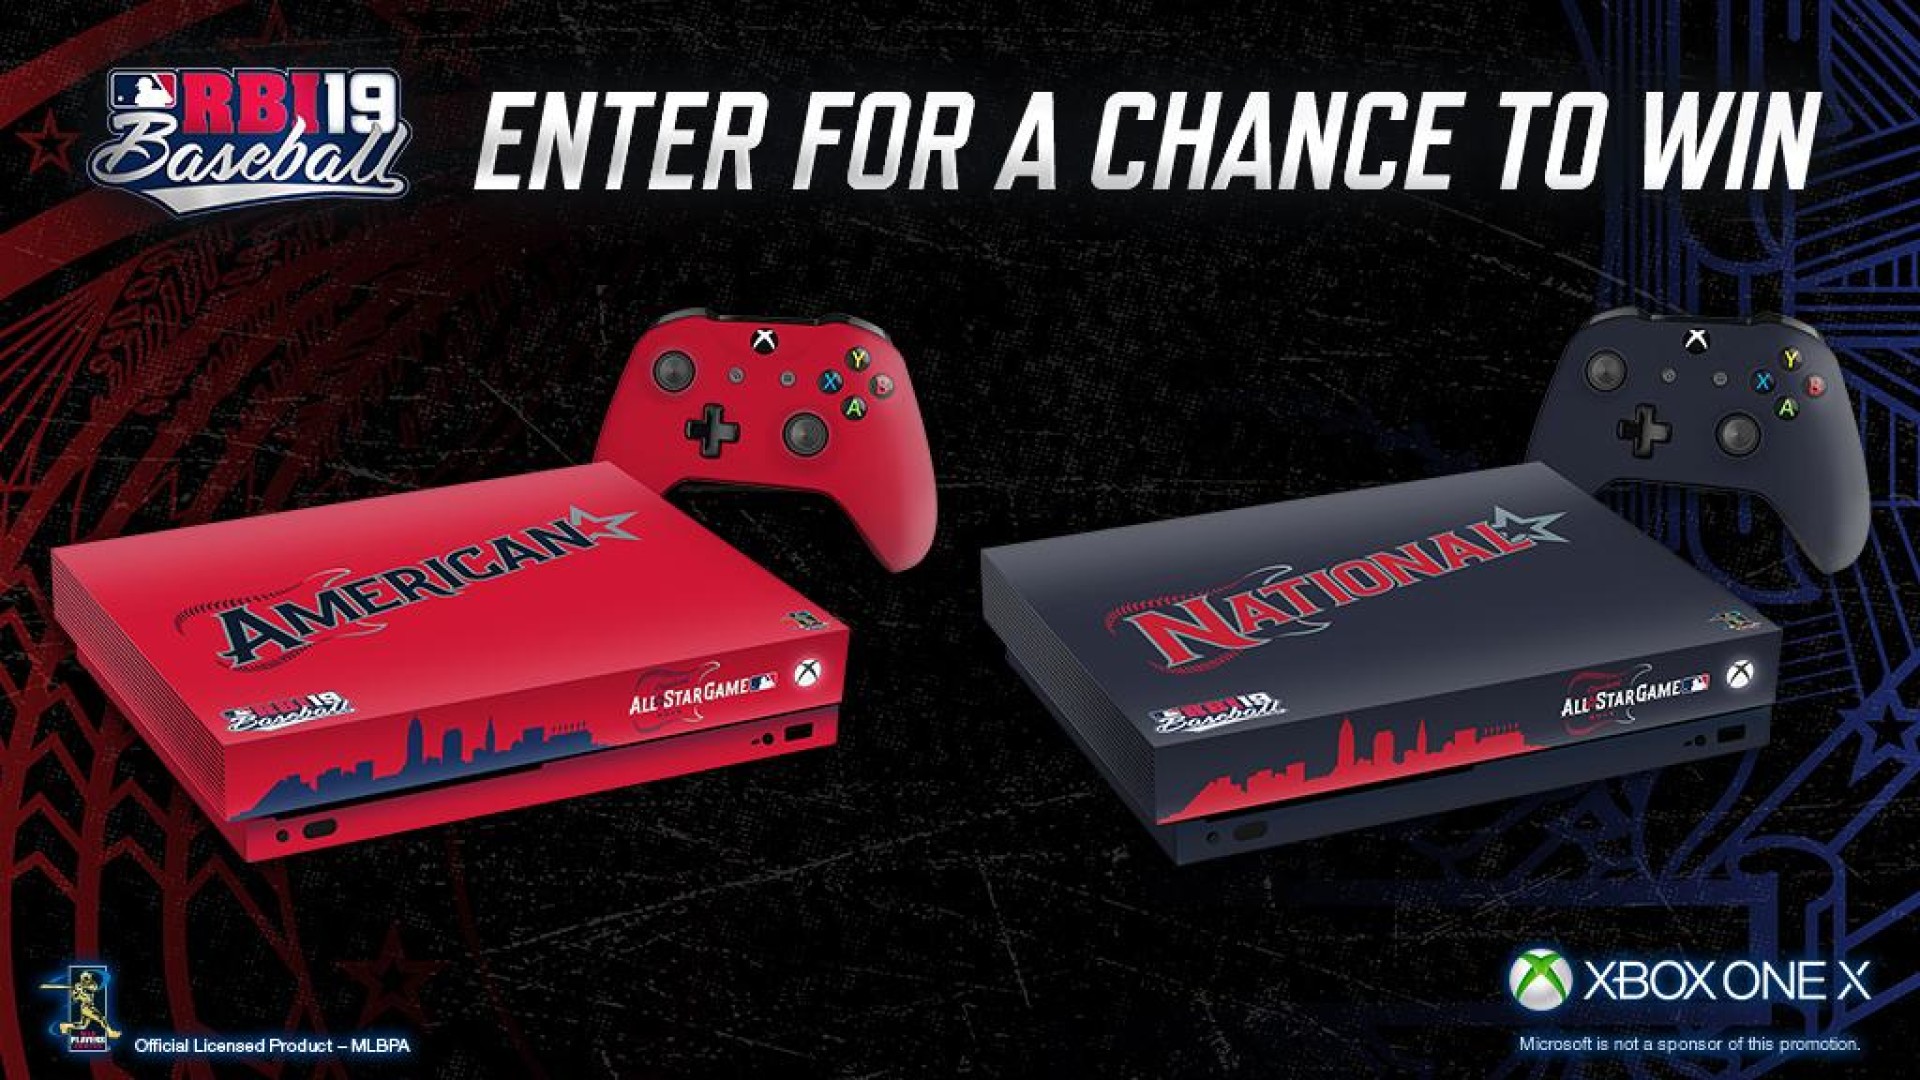 RBI 19
Baseball
ENTER FOR A CHANCE TO WIN
Y
X
B
A
Y
X
B
A
AMERICAN
NATIONAL
RBI 19
Baseball
ALL STAR GAME
RBI 19
Baseball
ALL STAR GAME
PLAYERS
Official Licensed Product – MLBPA
XBOX ONE X
Microsoft is not a sponsor of this promotion.